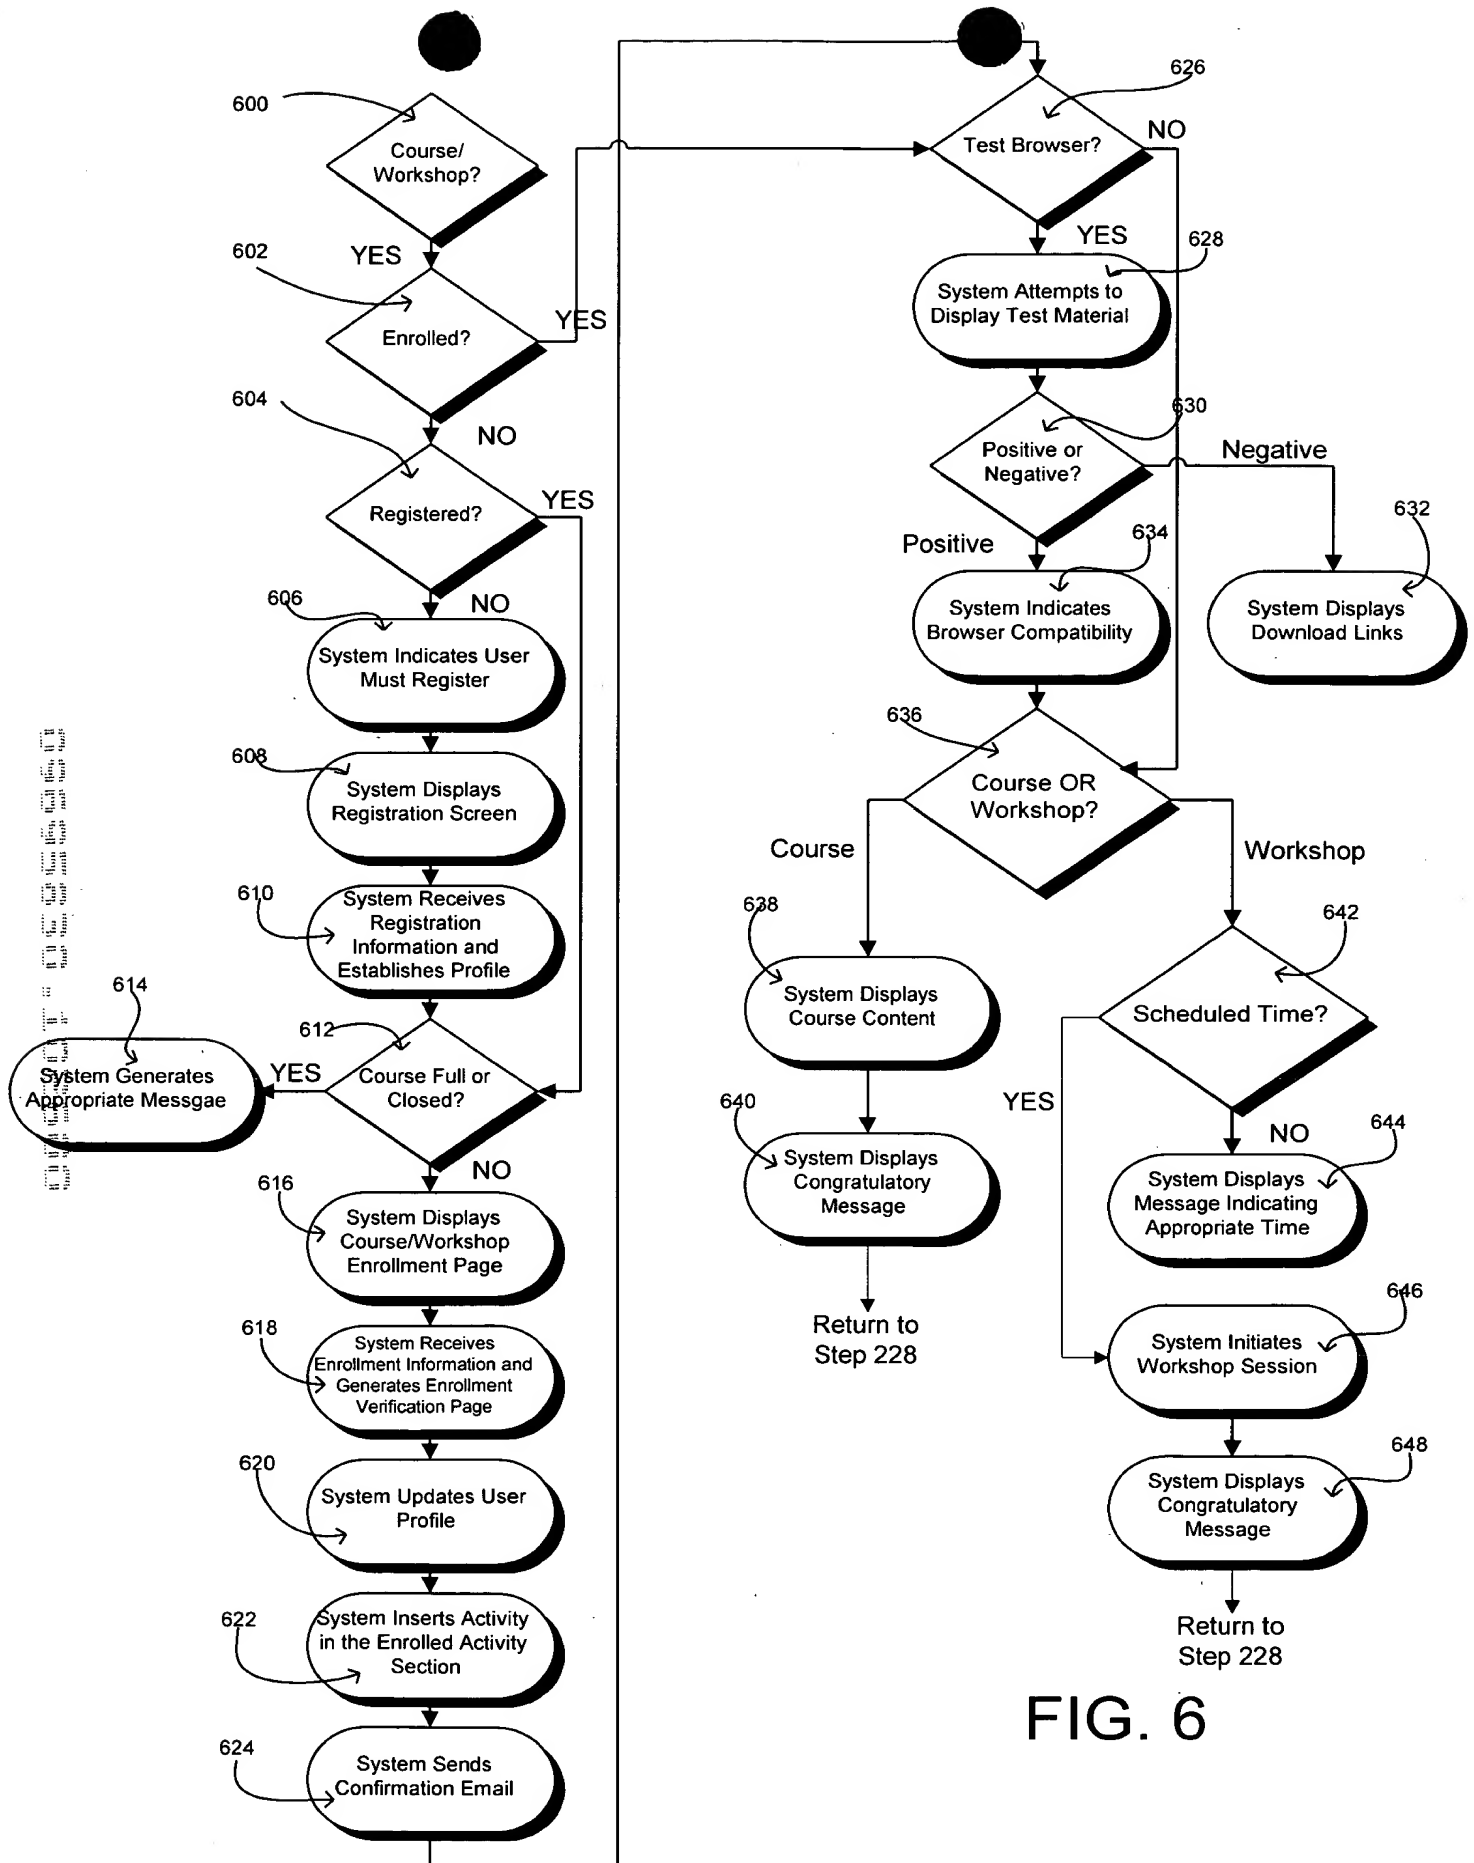 600
Course/
Workshop?
YES
602
Enrolled?
YES
604
NO
Registered?
YES
NO
606
System Indicates User
Must Register
608
System Displays
Registration Screen
610
System Receives
Registration
Information and
Establishes Profile
612
Course Full or
Closed?
YES
614
System Generates
Appropriate Messgae
NO
616
System Displays
Course/Workshop
Enrollment Page
618
System Receives
Enrollment Information and
Generates Enrollment
Verification Page
620
System Updates User
Profile
622
System Inserts Activity
in the Enrolled Activity
Section
624
System Sends
Confirmation Email
626
Test Browser?
NO
YES
628
System Attempts to
Display Test Material
630
Positive or
Negative?
Negative
632
System Displays
Download Links
Positive
634
System Indicates
Browser Compatibility
636
Course OR
Workshop?
Course
Workshop
638
System Displays
Course Content
640
System Displays
Congratulatory
Message
Return to
Step 228
642
Scheduled Time?
YES
NO
644
System Displays
Message Indicating
Appropriate Time
646
System Initiates
Workshop Session
648
System Displays
Congratulatory
Message
Return to
Step 228
FIG. 6